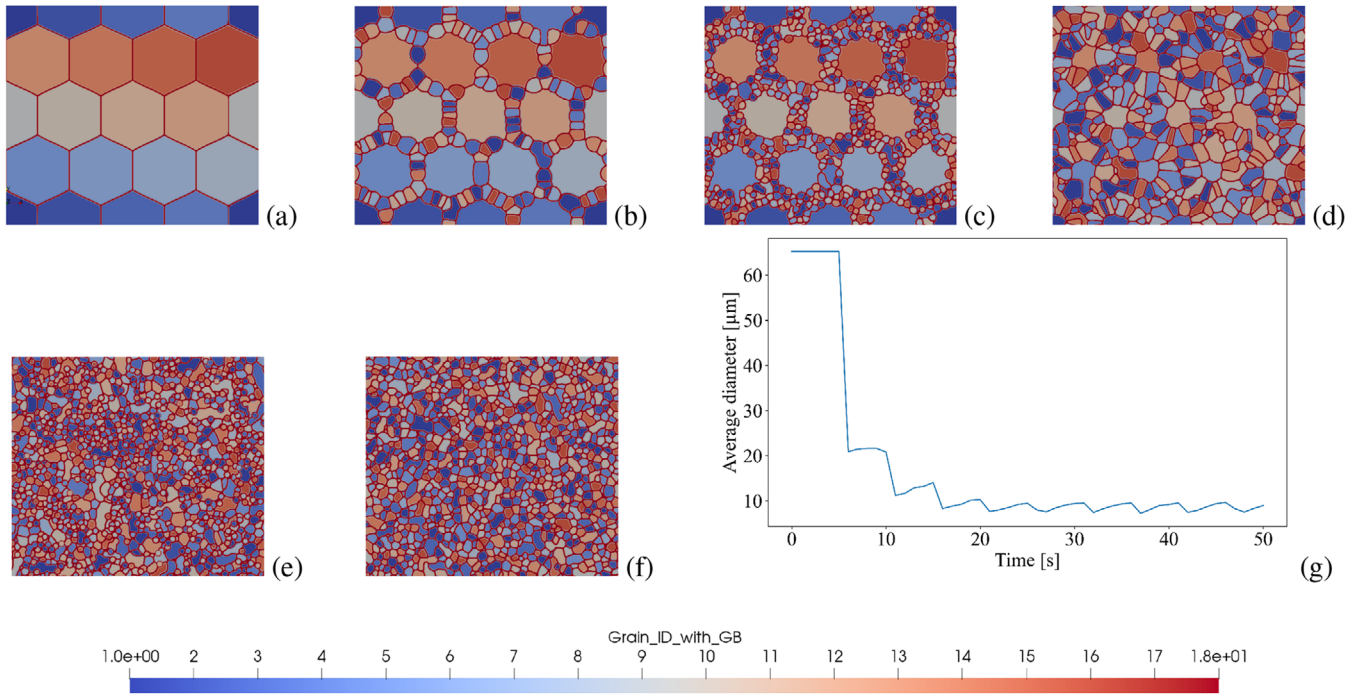 (a)
(b)
(c)
(d)
(e)
(f)
Average diameter [μm]
60
50
40
30
20
10
0 10 20 30 40 50
Time [s]
(g)
Grain_ID_with_GB
1.0e+00 2 3 4 5 6 7 8 9 10 11 12 13 14 15 16 17 1.8e+01